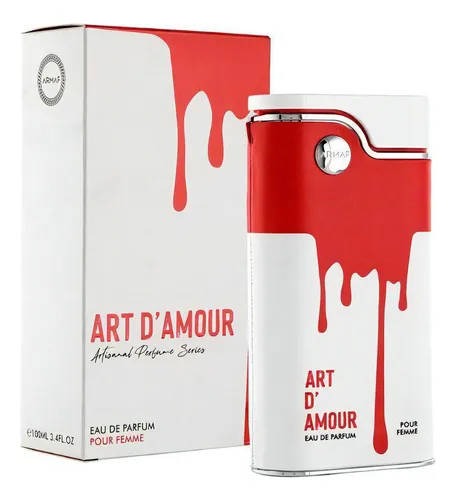 ARMAF
ART D'AMOUR
Artisanal Perfume Series
EAU DE PARFUM
℮100ML 3.4FL.OZ
POUR FEMME
ARMAF
ART
D'
AMOUR
EAU DE PARFUM
POUR
FEMME